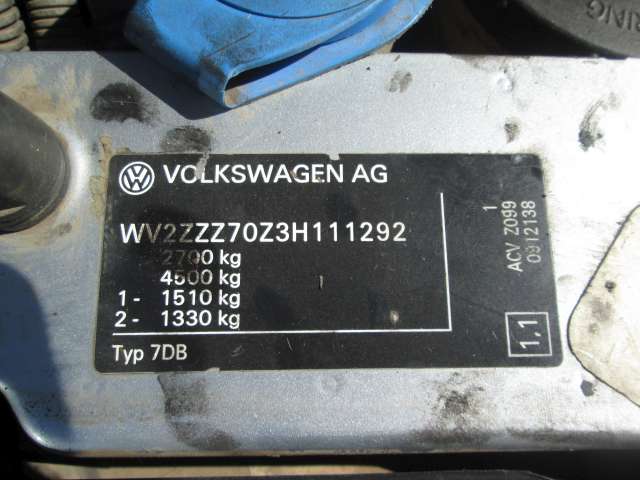 VOLKSWAGEN AG
WV2ZZZ70Z3H111292
2700 kg
4500 kg
1 - 1510 kg
2 - 1330 kg
Typ 7DB
1
ACV Z099
0912138
1,1
RING